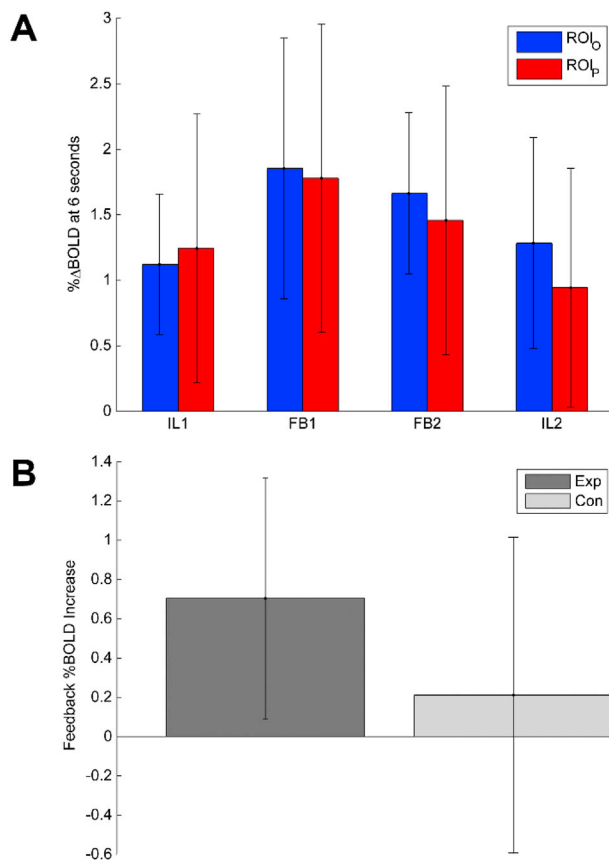 A
3
2.5
2
1.5
1
0.5
0
%ΔBOLD at 6 seconds
ROI_O
ROI_P
IL1 FB1 FB2 IL2
B
1.4
1.2
1
0.8
0.6
0.4
0.2
0
-0.2
-0.4
-0.6
Feedback %BOLD Increase
Exp
Con